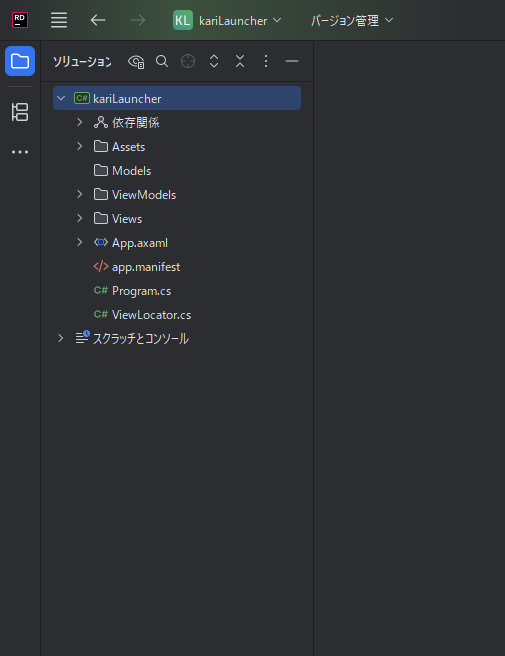 RD
KL kariLauncher バージョン管理
ソリューション
C# kariLauncher
依存関係
Assets
Models
ViewModels
Views
App.axaml
</> app.manifest
C# Program.cs
C# ViewLocator.cs
スクラッチとコンソール